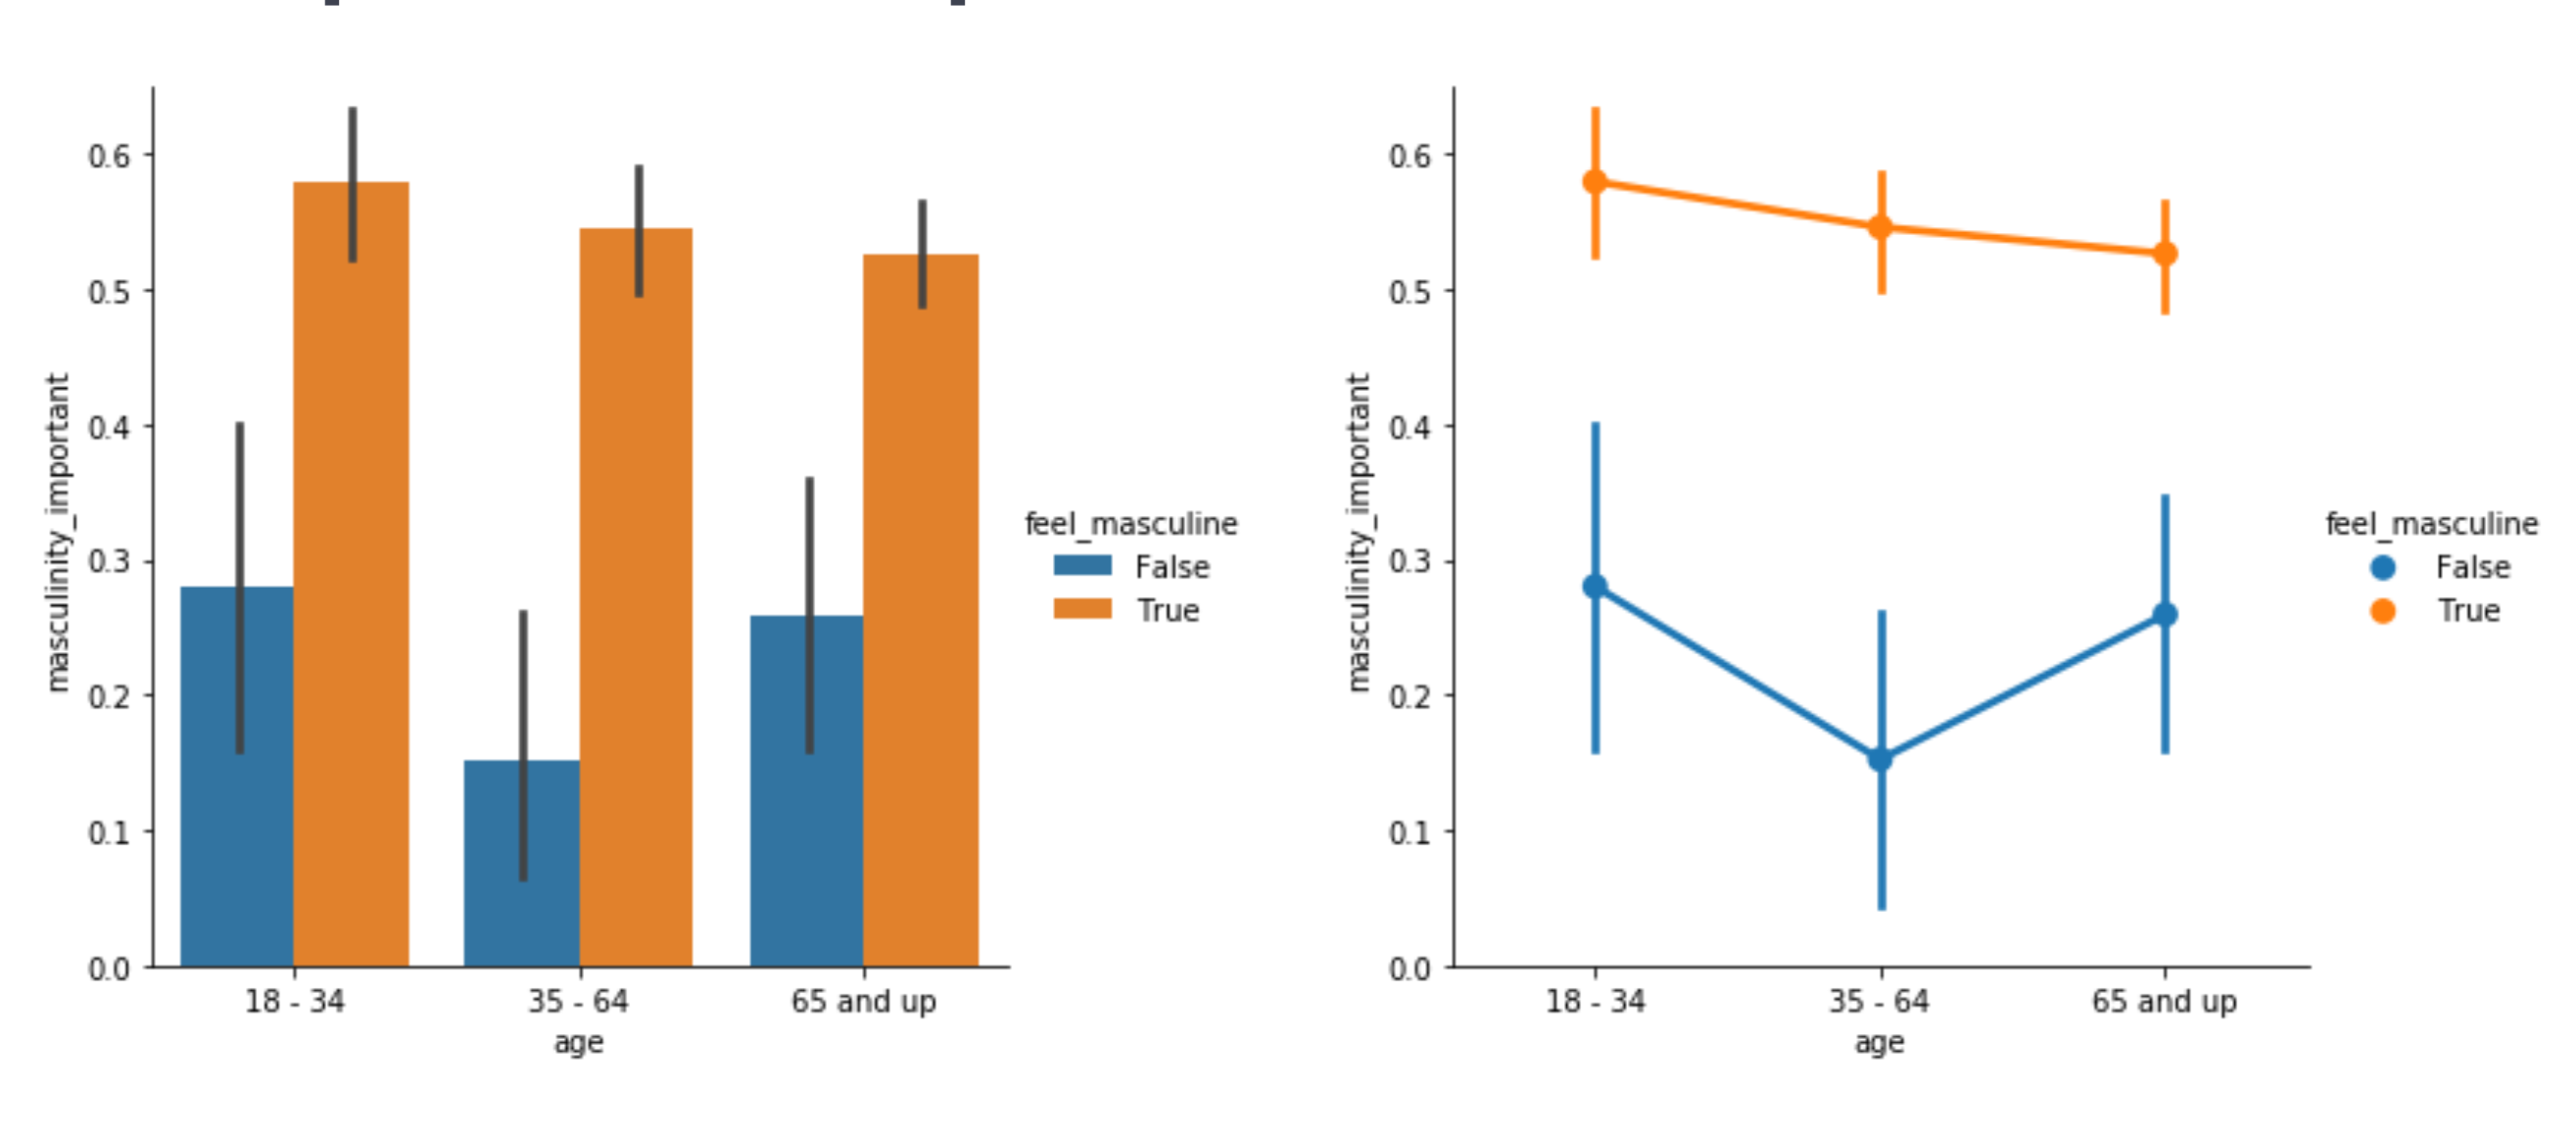 0.6
0.5
0.4
0.3
0.2
0.1
0.0
masculinity_important
18 - 34
35 - 64
65 and up
age
feel_masculine
False
True
0.6
0.5
0.4
0.3
0.2
0.1
0.0
masculinity_important
18 - 34
35 - 64
65 and up
age
feel_masculine
False
True